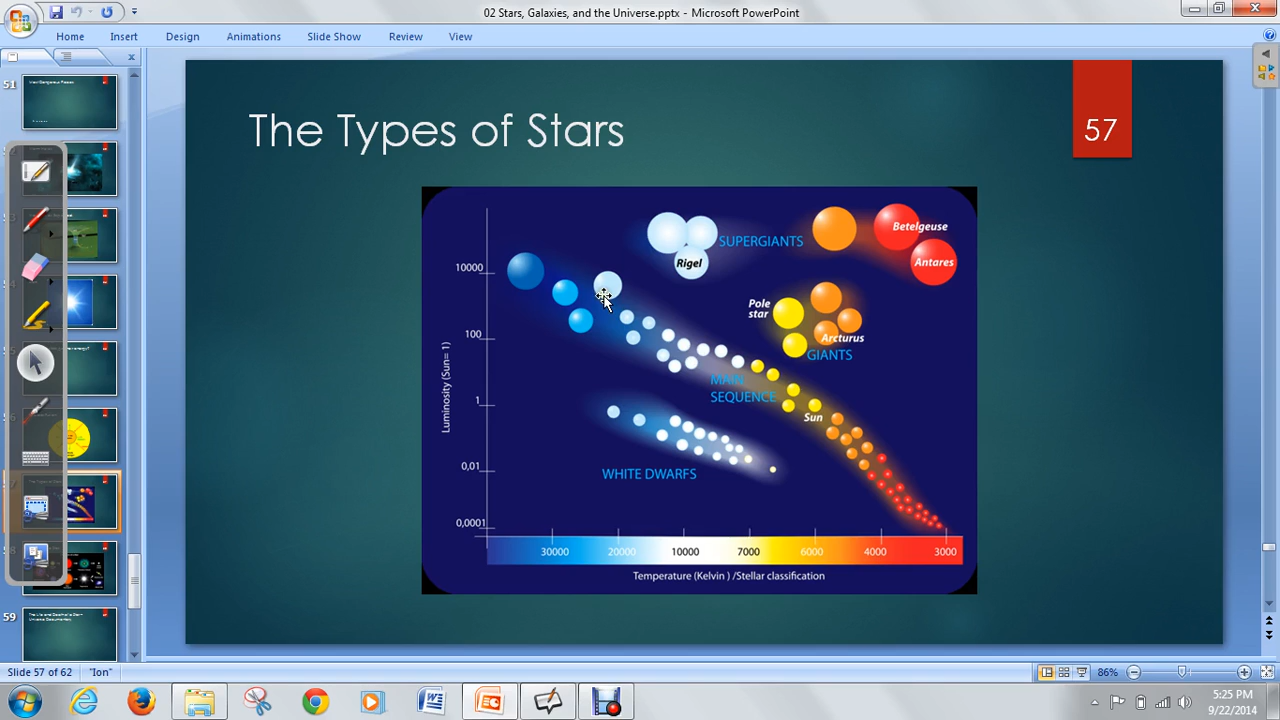 02 Stars, Galaxies, and the Universe.pptx - Microsoft PowerPoint
Home Insert Design Animations Slide Show Review View
51
The Types of Stars
57
SUPERGIANTS
Betelgeuse
Rigel
Antares
10000
Pole
star
100
Arcturus
GIANTS
MAIN
SEQUENCE
Luminosity (Sun= 1)
1
Sun
0,01
WHITE DWARFS
0,0001
30000 20000 10000 7000 6000 4000 3000
Temperature (Kelvin ) /Stellar classification
59
Slide 57 of 62 "Ion" 86%
5:25 PM
9/22/2014